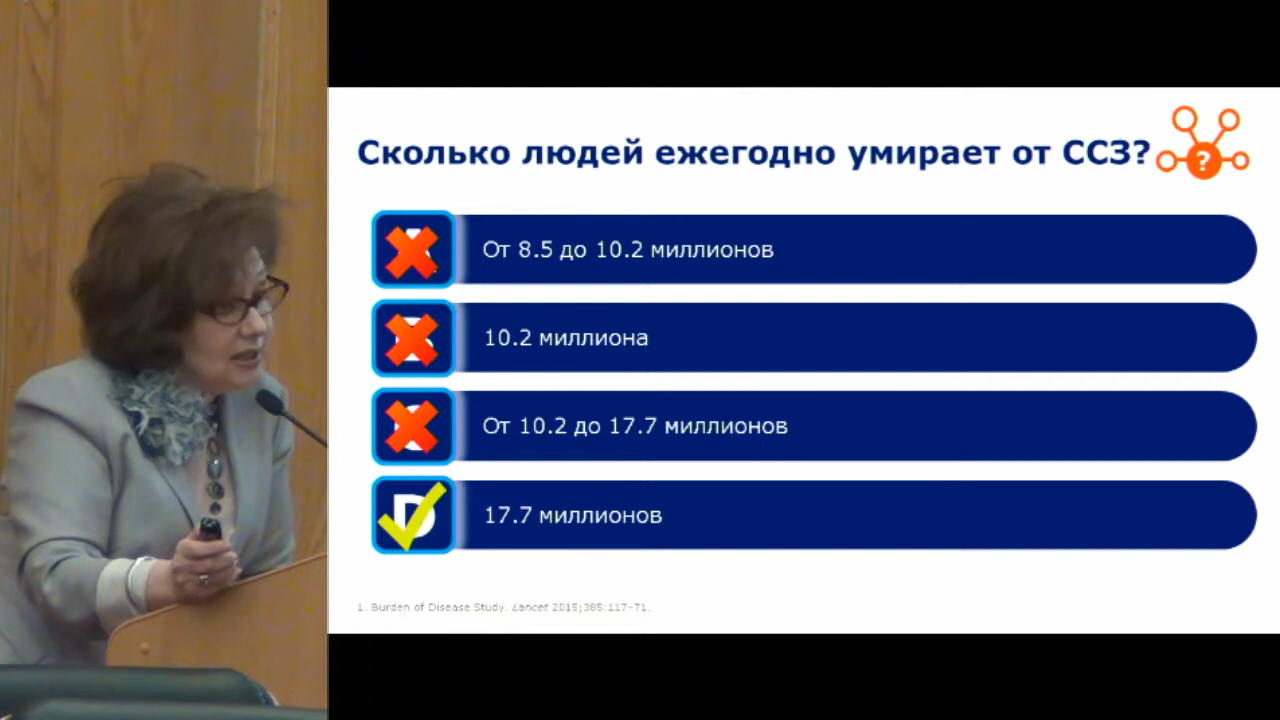 Сколько людей ежегодно умирает от ССЗ?
?
От 8.5 до 10.2 миллионов
10.2 миллиона
От 10.2 до 17.7 миллионов
D
17.7 миллионов
1. Burden of Disease Study. Lancet 2015;385:117–71.